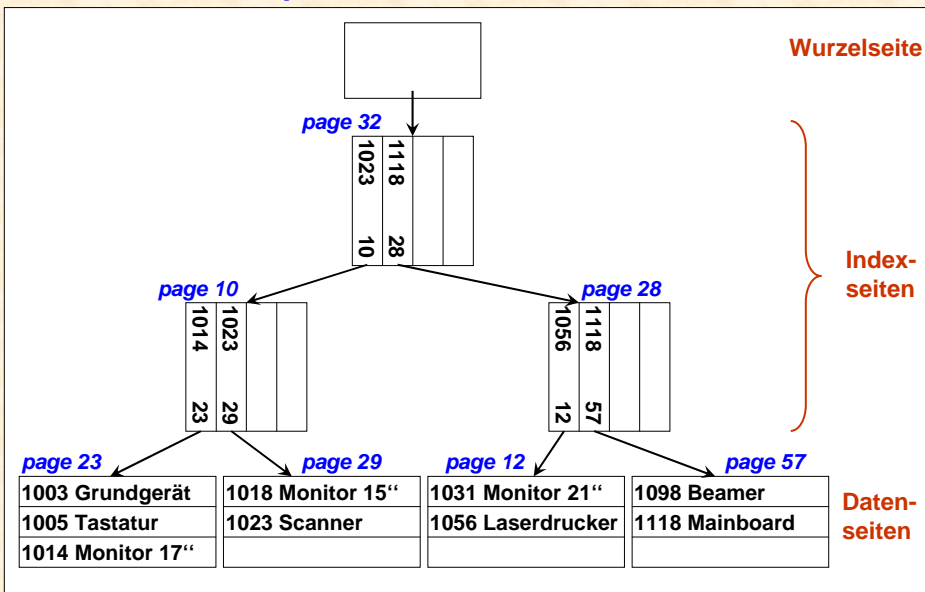 Wurzelseite
page 32
1023 10
1118 28
Index-
seiten
page 10
page 28
1014 23
1023 29
1056 12
1118 57
page 23
page 29
page 12
page 57
1003 Grundgerät
1005 Tastatur
1014 Monitor 17“
1018 Monitor 15“
1023 Scanner
1031 Monitor 21“
1056 Laserdrucker
1098 Beamer
1118 Mainboard
Daten-
seiten